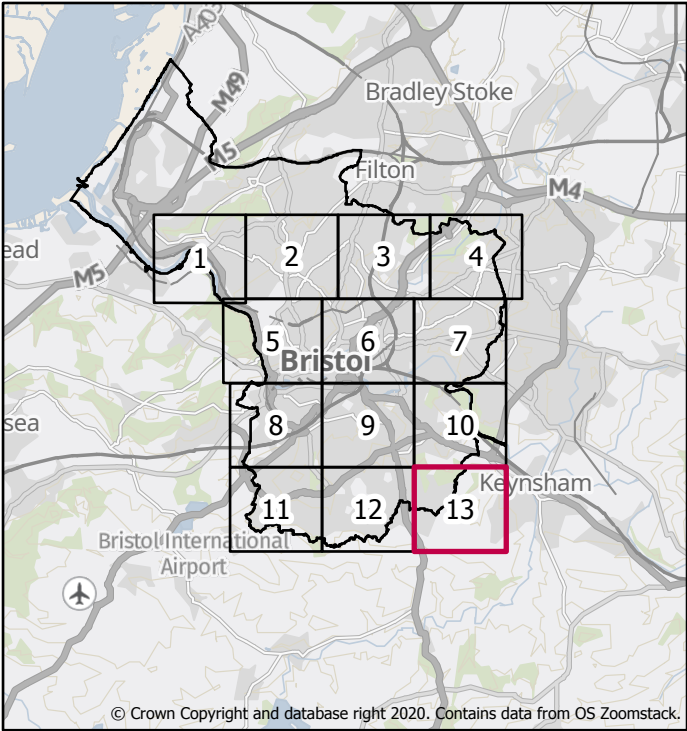 A403
M49
Bradley Stoke
M5
Filton
M4
ead
M5
1
2
3
4
5
6
7
Bristol
sea
8
9
10
Keynsham
11
12
13
Bristol International
Airport
© Crown Copyright and database right 2020. Contains data from OS Zoomstack.